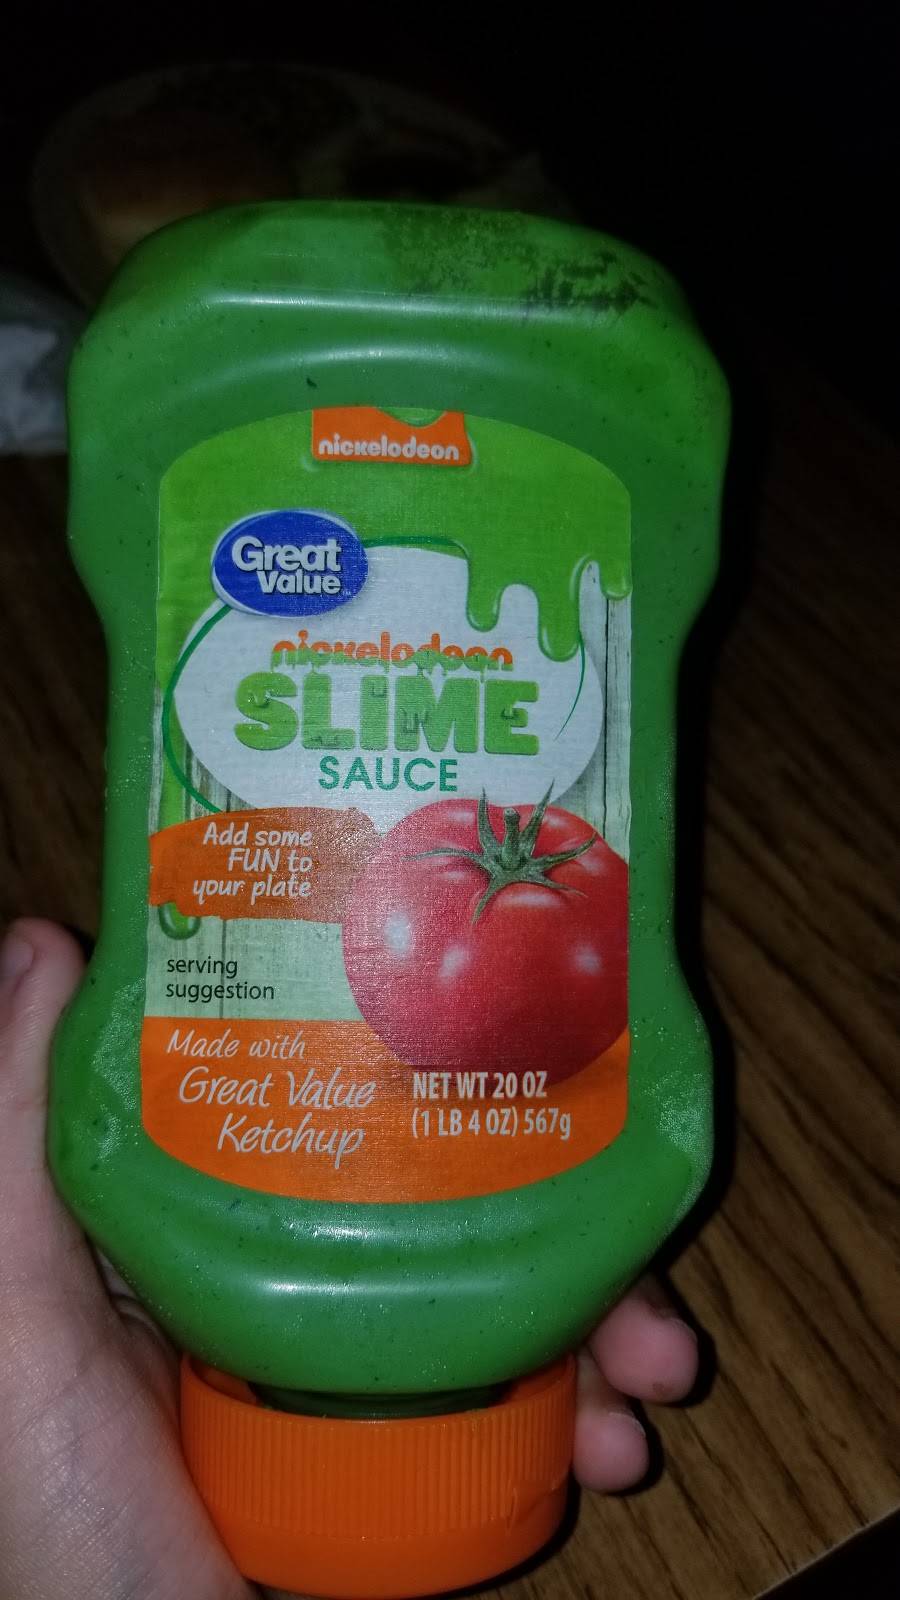 nickelodeon
Great
Value
nickelodeon
SLIME
SAUCE
Add some
FUN to
your plate
serving
suggestion
Made with
Great Value
Ketchup
NET WT 20 OZ
(1 LB 4 OZ) 567g